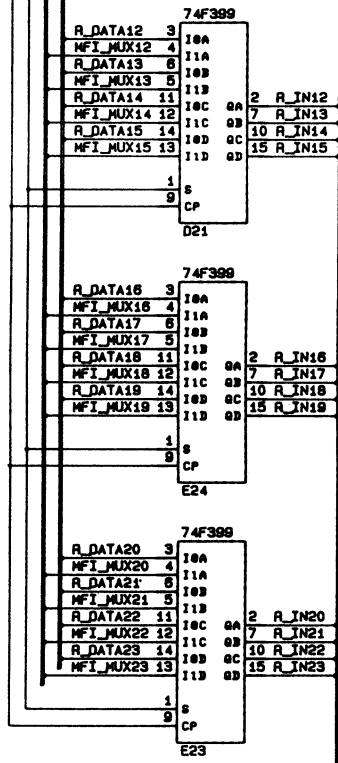 74F399
R_DATA12 3 I0A
MFI_MUX12 4 I1A
R_DATA13 6 I0B
MFI_MUX13 5 I1B
R_DATA14 11 I0C QA 2 R_IN12
MFI_MUX14 12 I1C QB 7 R_IN13
R_DATA15 14 I0D QC 10 R_IN14
MFI_MUX15 13 I1D QD 15 R_IN15
1 S
9 CP
D21
74F399
R_DATA16 3 I0A
MFI_MUX16 4 I1A
R_DATA17 6 I0B
MFI_MUX17 5 I1B
R_DATA18 11 I0C QA 2 R_IN16
MFI_MUX18 12 I1C QB 7 R_IN17
R_DATA19 14 I0D QC 10 R_IN18
MFI_MUX19 13 I1D QD 15 R_IN19
1 S
9 CP
E24
74F399
R_DATA20 3 I0A
MFI_MUX20 4 I1A
R_DATA21 6 I0B
MFI_MUX21 5 I1B
R_DATA22 11 I0C QA 2 R_IN20
MFI_MUX22 12 I1C QB 7 R_IN21
R_DATA23 14 I0D QC 10 R_IN22
MFI_MUX23 13 I1D QD 15 R_IN23
1 S
9 CP
E23